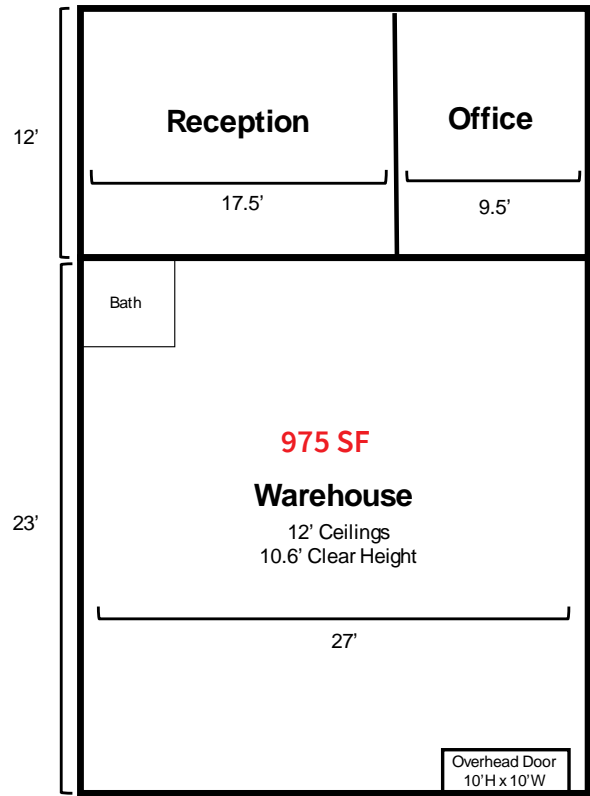 12’
Reception
Office
17.5’
9.5’
Bath
975 SF
Warehouse
12’ Ceilings
10.6’ Clear Height
23’
27’
Overhead Door
10’H x 10’W